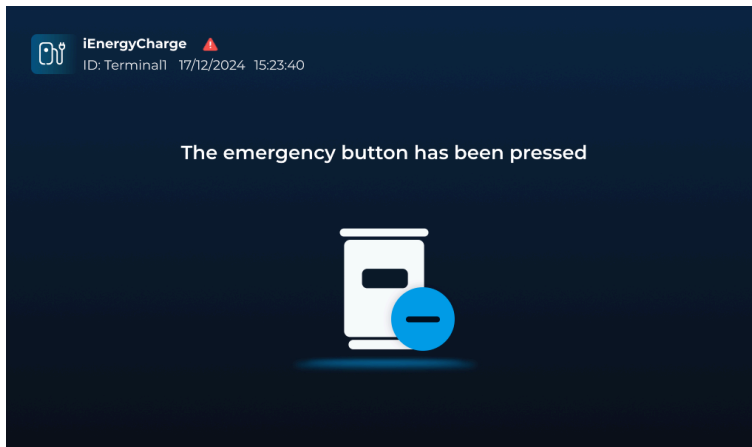 iEnergyCharge
ID: Terminal1 17/12/2024 15:23:40
The emergency button has been pressed